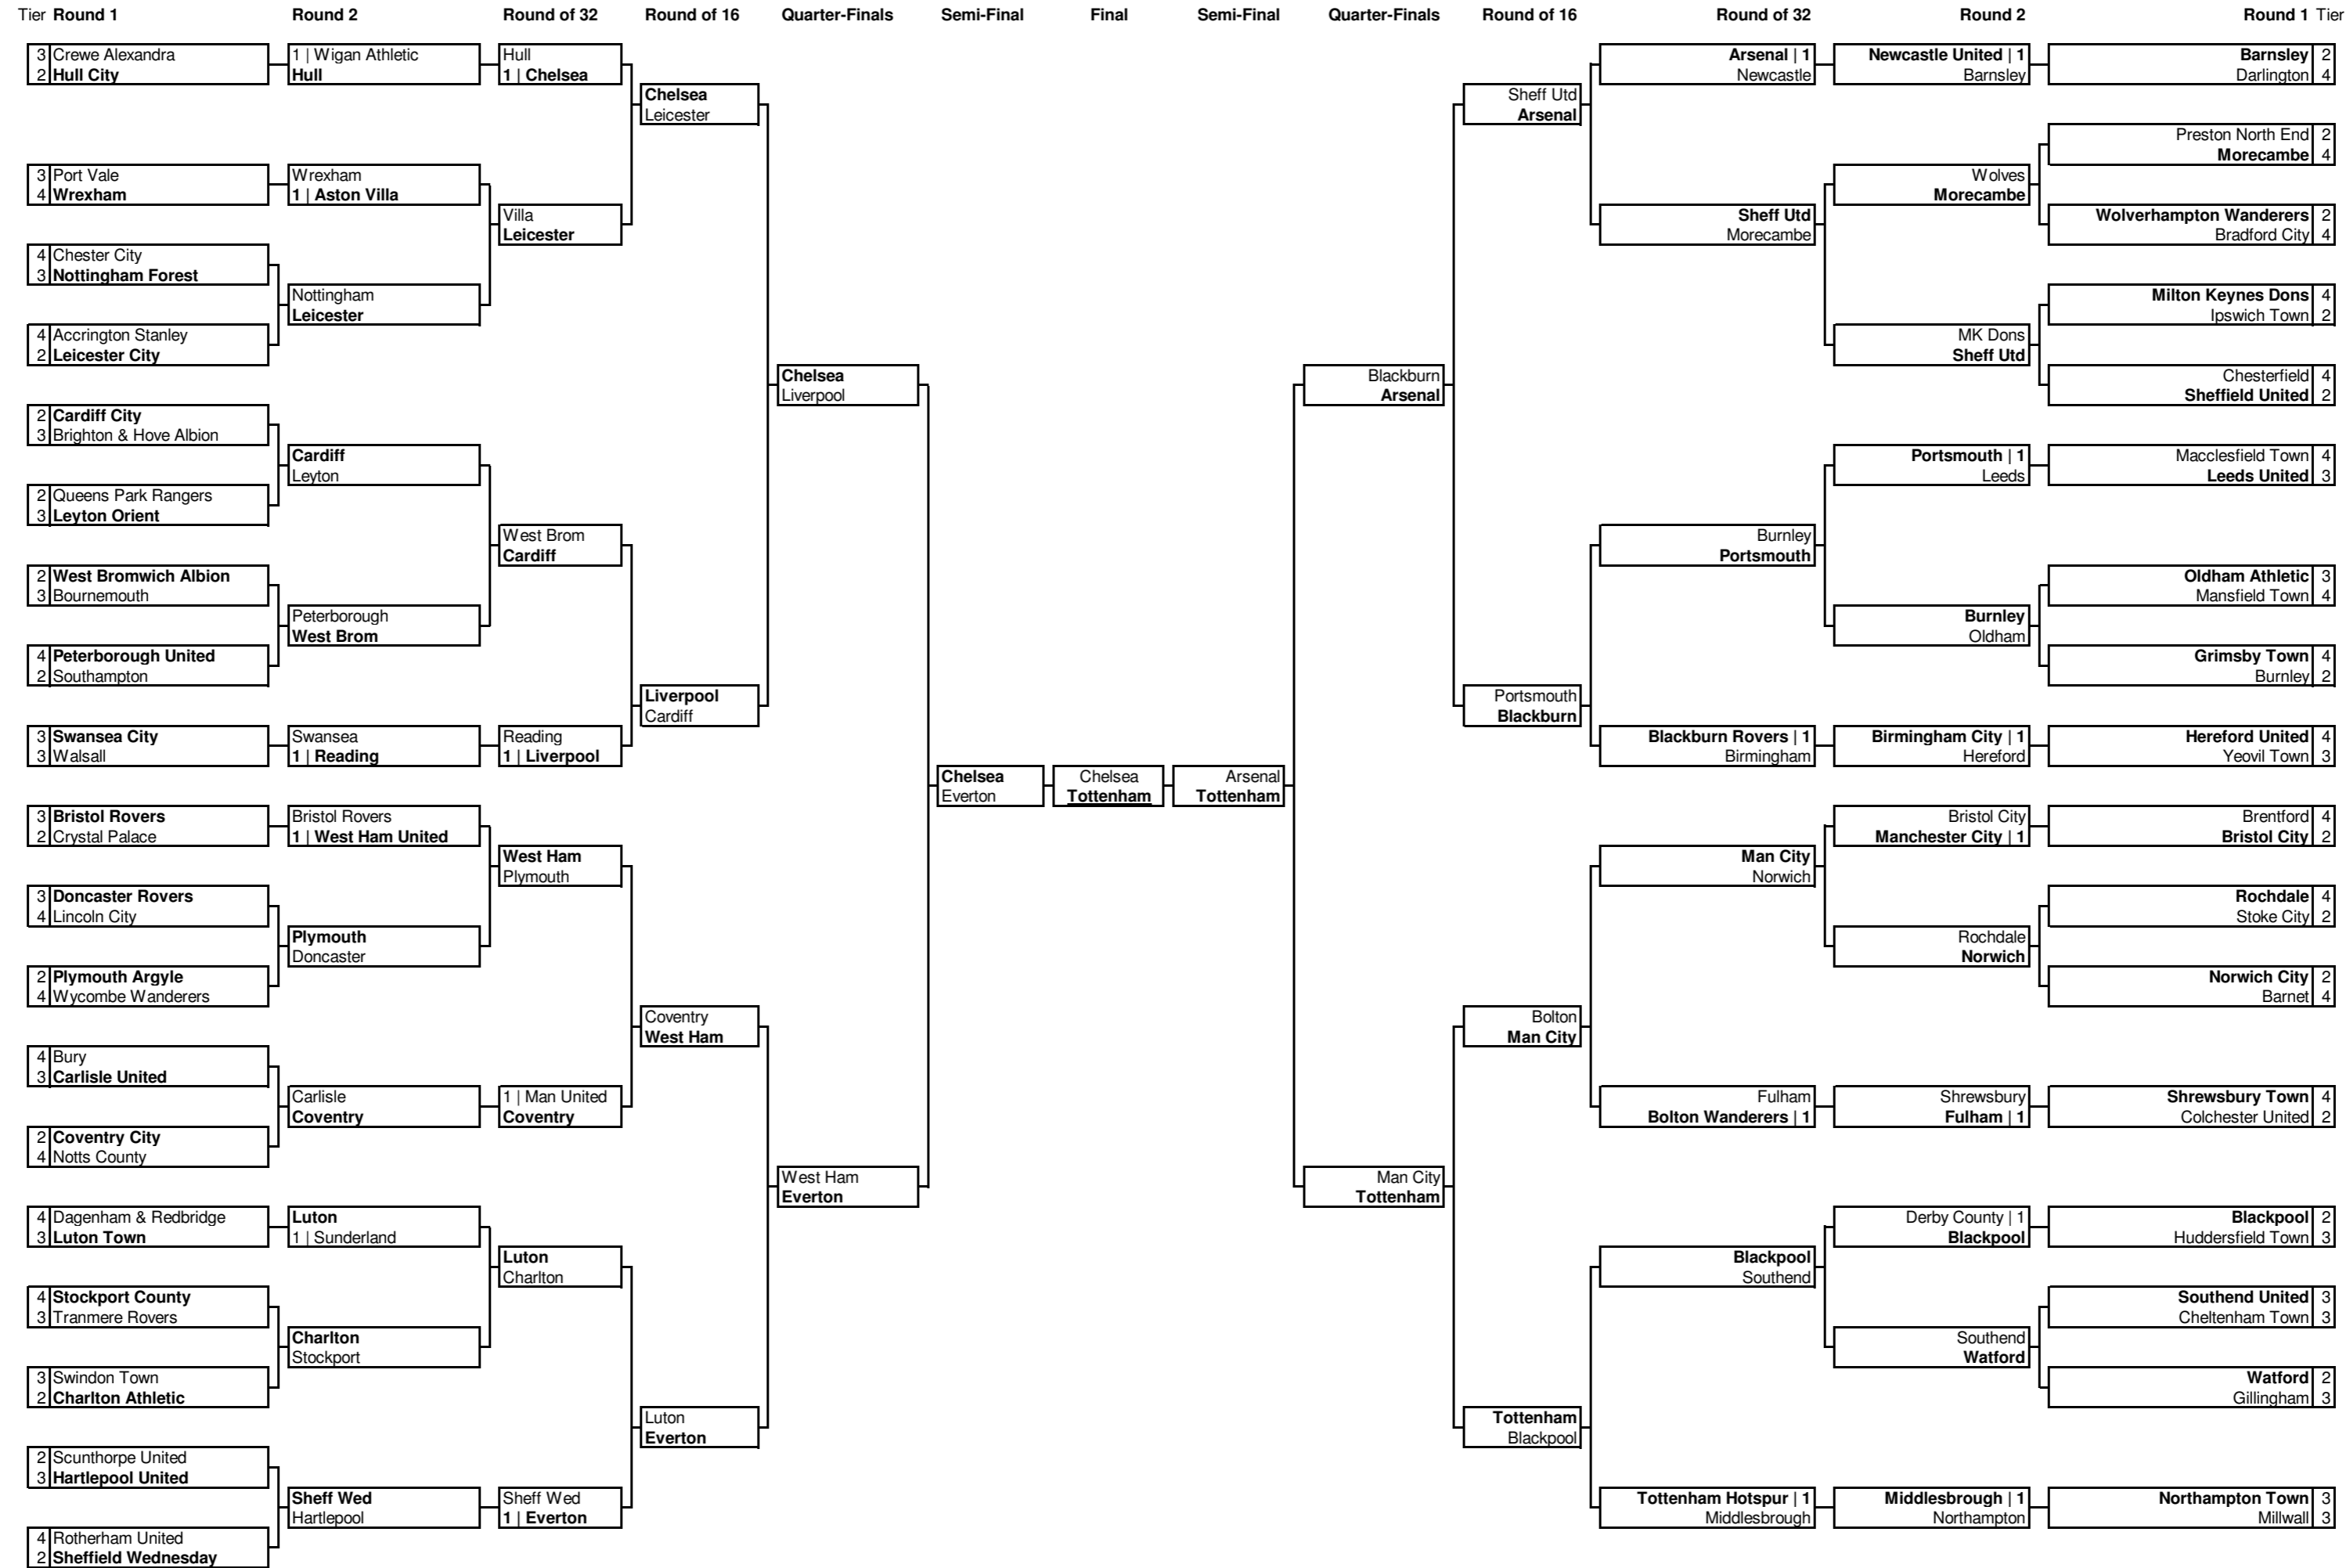 Tier Round 1 Round 2 Round of 32 Round of 16 Quarter-Finals Semi-Final Final Semi-Final Quarter-Finals Round of 16 Round of 32 Round 2 Round 1 Tier
3 Crewe Alexandra
2 Hull City
3 Port Vale
4 Wrexham
4 Chester City
3 Nottingham Forest
4 Accrington Stanley
2 Leicester City
2 Cardiff City
3 Brighton & Hove Albion
2 Queens Park Rangers
3 Leyton Orient
2 West Bromwich Albion
3 Bournemouth
4 Peterborough United
2 Southampton
3 Swansea City
3 Walsall
3 Bristol Rovers
2 Crystal Palace
3 Doncaster Rovers
4 Lincoln City
2 Plymouth Argyle
4 Wycombe Wanderers
4 Bury
3 Carlisle United
2 Coventry City
4 Notts County
4 Dagenham & Redbridge
3 Luton Town
4 Stockport County
3 Tranmere Rovers
3 Swindon Town
2 Charlton Athletic
2 Scunthorpe United
3 Hartlepool United
4 Rotherham United
2 Sheffield Wednesday
1 | Wigan Athletic
Hull
Wrexham
1 | Aston Villa
Nottingham
Leicester
Cardiff
Leyton
Peterborough
West Brom
Swansea
1 | Reading
Bristol Rovers
1 | West Ham United
Plymouth
Doncaster
Carlisle
Coventry
Luton
1 | Sunderland
Charlton
Stockport
Sheff Wed
Hartlepool
Hull
1 | Chelsea
Villa
Leicester
West Brom
Cardiff
Reading
1 | Liverpool
West Ham
Plymouth
1 | Man United
Coventry
Luton
Charlton
Sheff Wed
1 | Everton
Chelsea
Leicester
Liverpool
Cardiff
Coventry
West Ham
Luton
Everton
Chelsea
Liverpool
West Ham
Everton
Chelsea
Everton
Chelsea
Tottenham
Arsenal
Tottenham
Blackburn
Arsenal
Man City
Tottenham
Sheff Utd
Arsenal
Portsmouth
Blackburn
Bolton
Man City
Tottenham
Blackpool
Arsenal | 1
Newcastle
Sheff Utd
Morecambe
Burnley
Portsmouth
Blackburn Rovers | 1
Birmingham
Man City
Norwich
Fulham
Bolton Wanderers | 1
Blackpool
Southend
Tottenham Hotspur | 1
Middlesbrough
Newcastle United | 1
Barnsley
Wolves
Morecambe
MK Dons
Sheff Utd
Portsmouth | 1
Leeds
Burnley
Oldham
Birmingham City | 1
Hereford
Bristol City
Manchester City | 1
Rochdale
Norwich
Shrewsbury
Fulham | 1
Derby County | 1
Blackpool
Southend
Watford
Middlesbrough | 1
Northampton
Barnsley 2
Darlington 4
Preston North End 2
Morecambe 4
Wolverhampton Wanderers 2
Bradford City 4
Milton Keynes Dons 4
Ipswich Town 2
Chesterfield 4
Sheffield United 2
Macclesfield Town 4
Leeds United 3
Oldham Athletic 3
Mansfield Town 4
Grimsby Town 4
Burnley 2
Hereford United 4
Yeovil Town 3
Brentford 4
Bristol City 2
Rochdale 4
Stoke City 2
Norwich City 2
Barnet 4
Shrewsbury Town 4
Colchester United 2
Blackpool 2
Huddersfield Town 3
Southend United 3
Cheltenham Town 3
Watford 2
Gillingham 3
Northampton Town 3
Millwall 3